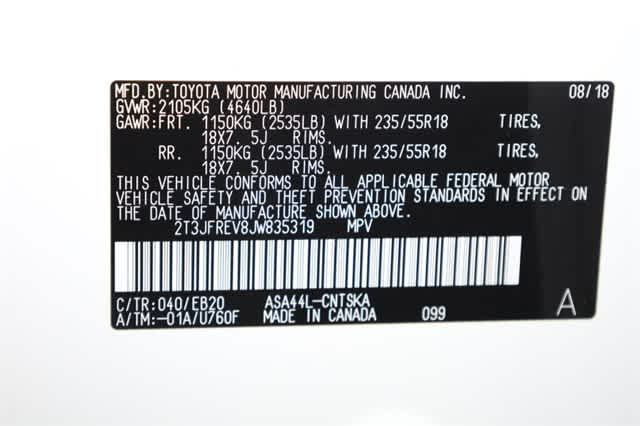 MFD.BY:TOYOTA MOTOR MANUFACTURING CANADA INC. 08/18
GVWR:2105KG (4640LB)
GAWR:FRT. 1150KG (2535LB) WITH 235/55R18 TIRES,
18X7. 5J RIMS.
RR. 1150KG (2535LB) WITH 235/55R18 TIRES,
18X7. 5J RIMS.
THIS VEHICLE CONFORMS TO ALL APPLICABLE FEDERAL MOTOR
VEHICLE SAFETY AND THEFT PREVENTION STANDARDS IN EFFECT ON
THE DATE OF MANUFACTURE SHOWN ABOVE.
2T3JFREV8JW835319 MPV
C/TR:040/EB20 ASA44L-CNTSKA A
A/TM:-01A/U760F MADE IN CANADA 099